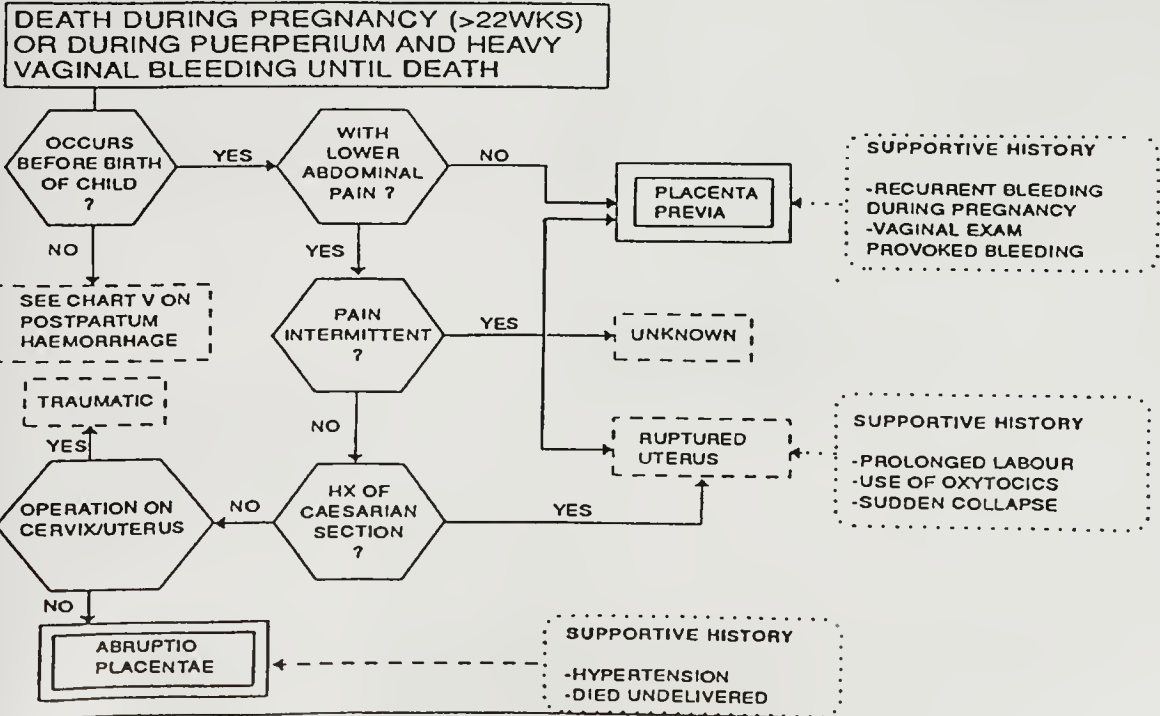 DEATH DURING PREGNANCY (>22WKS)
OR DURING PUERPERIUM AND HEAVY
VAGINAL BLEEDING UNTIL DEATH
OCCURS
BEFORE BIRTH
OF CHILD
?
YES
WITH
LOWER
ABDOMINAL
PAIN ?
NO
PLACENTA
PREVIA
SUPPORTIVE HISTORY
-RECURRENT BLEEDING
DURING PREGNANCY
-VAGINAL EXAM
PROVOKED BLEEDING
NO
YES
SEE CHART V ON
POSTPARTUM
HAEMORRHAGE
PAIN
INTERMITTENT
?
YES
UNKNOWN
TRAUMATIC
YES
NO
RUPTURED
UTERUS
SUPPORTIVE HISTORY
-PROLONGED LABOUR
-USE OF OXYTOCICS
-SUDDEN COLLAPSE
OPERATION ON
CERVIX/UTERUS
NO
HX OF
CAESARIAN
SECTION
?
YES
NO
ABRUPTIO
PLACENTAE
SUPPORTIVE HISTORY
-HYPERTENSION
-DIED UNDELIVERED